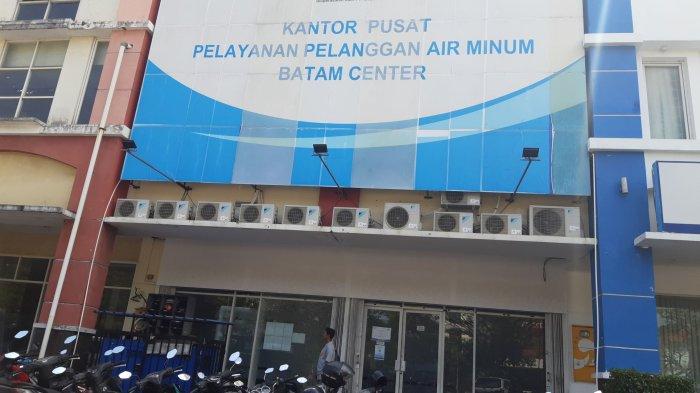 KANTOR PUSAT
PELAYANAN PELANGGAN AIR MINUM
BATAM CENTER